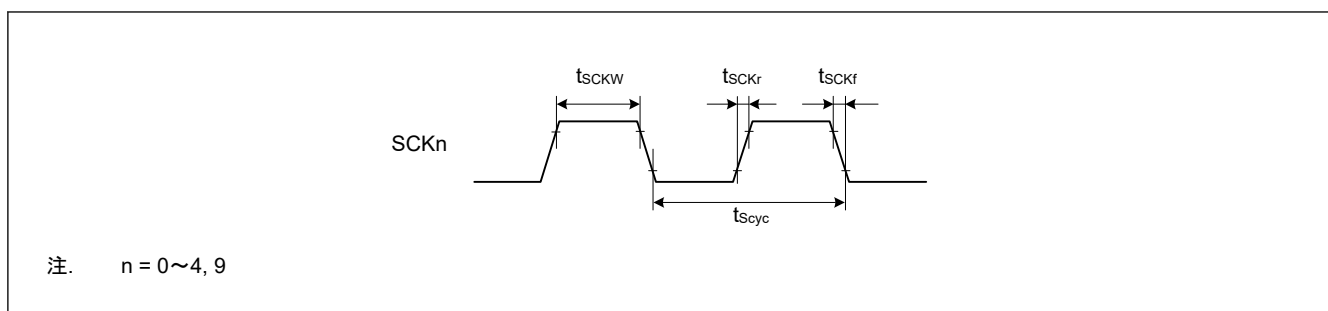 tSCKW tSCKr tSCKf
SCKn
tScyc
注. n = 0～4, 9